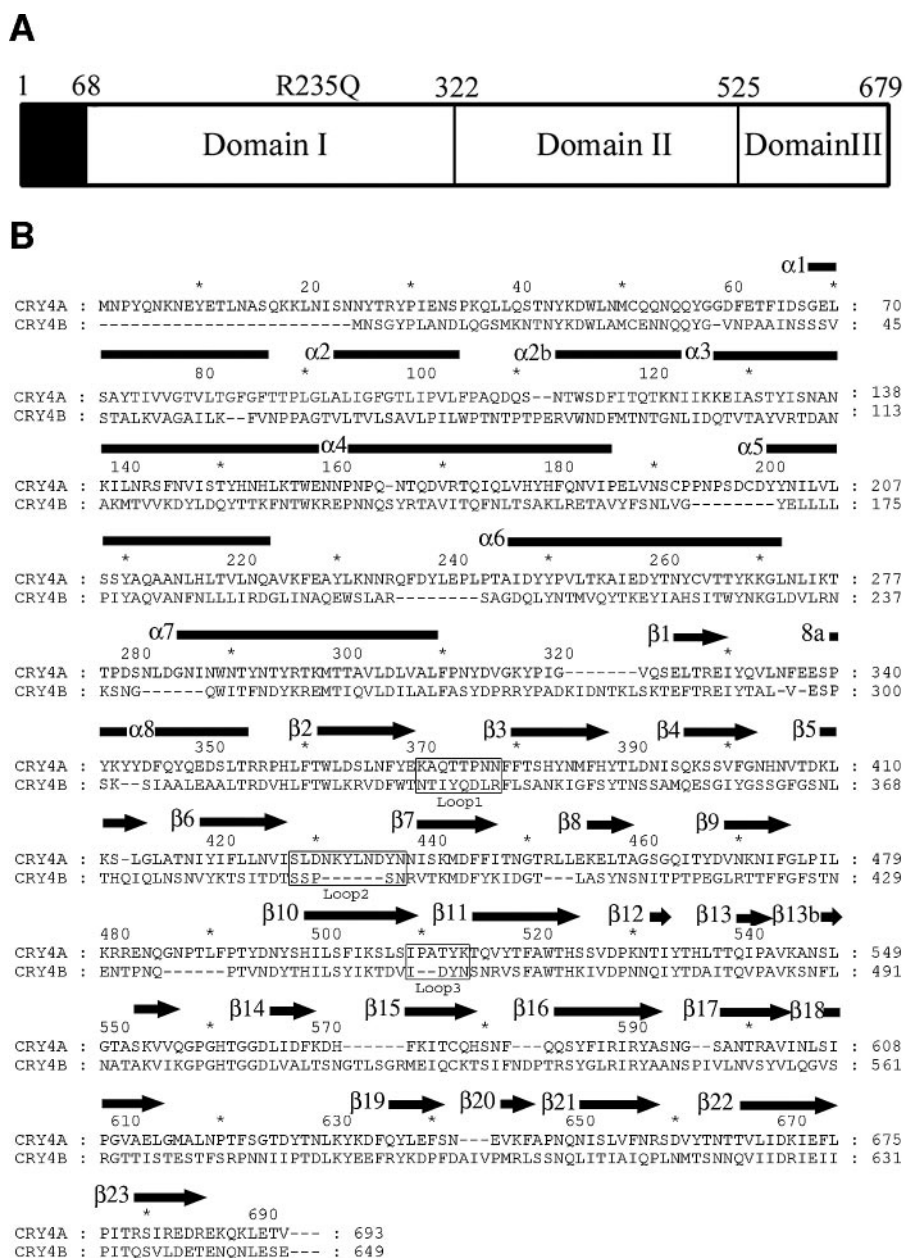 A
1 68 R235Q 322 525 679
Domain I Domain II DomainIII
B
α1
* 20 * 40 * 60 *
CRY4A : MNPYQNKNEYETLNASQKKLNISNNYTRYPIENSPKQLLQSTNYKDWLNMCQQNQQYGGDFETFIDSGEL : 70
CRY4B : ------------------------MNSGYPLANDLQGSMKNTNYKDWLAMCENNQQYG-VNPAAINSSSV : 45
α2 α2b α3
80 * 100 * 120 *
CRY4A : SAYTIVVGTVLTGFGFTTPLGLALIGFGTLIPVLFPAQDQS--NTWSDFITQTKNIIKKEIASTYISNAN : 138
CRY4B : STALKVAGAILK--FVNPPAGTVLTVLSAVLPILWPTNTPTPERVWNDFMTNTGNLIDQTVTAYVRTDAN : 113
α4 α5
140 * 160 * 180 * 200
CRY4A : KILNRSFNVISTYHNHLKTWENNPNPQ-NTQDVRTQIQLVHYHFQNVIPELVNSCPPNPSDCDYYNILVL : 207
CRY4B : AKMTVVKDYLDQYTTKFNTWKREPNNQSYRTAVITQFNLTSAKLRETAVYFSNLVG--------YELLLL : 175
α6
* 220 * 240 * 260 *
CRY4A : SSYAQAANLHLTVLNQAVKFEAYLKNNRQFDYLEPLPTAIDYYPVLTKAIEDYTNYCVTTYKKGLNLIKT : 277
CRY4B : PIYAQVANFNLLLIRDGLINAQEWSLAR--------SAGDQLYNTMVQYTKEYIAHSITWYNKGLDVLRN : 237
α7 β1 8a
280 * 300 * 320 *
CRY4A : TPDSNLDGNINWNTYNTYRTKMTTAVLDLVALFPNYDVGKYPIG-------VQSELTREIYQVLNFEESP : 340
CRY4B : KSNG------QWITFNDYKREMTIQVLDILALFASYDPRRYPADKIDNTKLSKTEFTREIYTAL-V-ESP : 300
α8 β2 β3 β4 β5
350 * 370 * 390 *
CRY4A : YKYYDFQYQEDSLTRRPHLFTWLDSLNFYEKAQTTPNNFFTSHYNMFHYTLDNISQKSSVFGNHNVTDKL : 410
CRY4B : SK--SIAALEAALTRDVHLFTWLKRVDFWTNTIYQDLRFLSANKIGFSYTNSSAMQESGIYGSSGFGSNL : 368
Loop1
β6 β7 β8 β9
420 * 440 * 460 *
CRY4A : KS-LGLATNIYIFLLNVISLDNKYLNDYNNISKMDFFITNGTRLLEKELTAGSGQITYDVNKNIFGLPIL : 479
CRY4B : THQIQLNSNVYKTSITDTSSP------SNRVTKMDFYKIDGT---LASYNSNITPTPEGLRTTFFGFSTN : 429
Loop2
β10 β11 β12 β13 β13b
480 * 500 * 520 * 540
CRY4A : KRRENQGNPTLFPTYDNYSHILSFIKSLSIPATYKTQVYTFAWTHSSVDPKNTIYTHLTTQIPAVKANSL : 549
CRY4B : ENTPNQ------PTVNDYTHILSYIKTDVI--DYNSNRVSFAWTHKIVDPNNQIYTDAITQVPAVKSNFL : 491
Loop3
β14 β15 β16 β17 β18
550 * 570 * 590 *
CRY4A : GTASKVVQGPGHTGGDLIDFKDH------FKITCQHSNF---QQSYFIRIRYASNG--SANTRAVINLSI : 608
CRY4B : NATAKVIKGPGHTGGDLVALTSNGTLSGRMEIQCKTSIFNDPTRSYGLRIRYAANSPIVLNVSYVLQGVS : 561
β19 β20 β21 β22
610 * 630 * 650 * 670
CRY4A : PGVAELGMALNPTFSGTDYTNLKYKDFQYLEFSN---EVKFAPNQNISLVFNRSDVYTNTTVLIDKIEFL : 675
CRY4B : RGTTISTESTFSRPNNIIPTDLKYEEFRYKDPFDAIVPMRLSSNQLITIAIQPLNMTSNNQVIIDRIEII : 631
β23
* 690
CRY4A : PITRSIREDREKQKLETV--- : 693
CRY4B : PITQSVLDETENQNLESE--- : 649